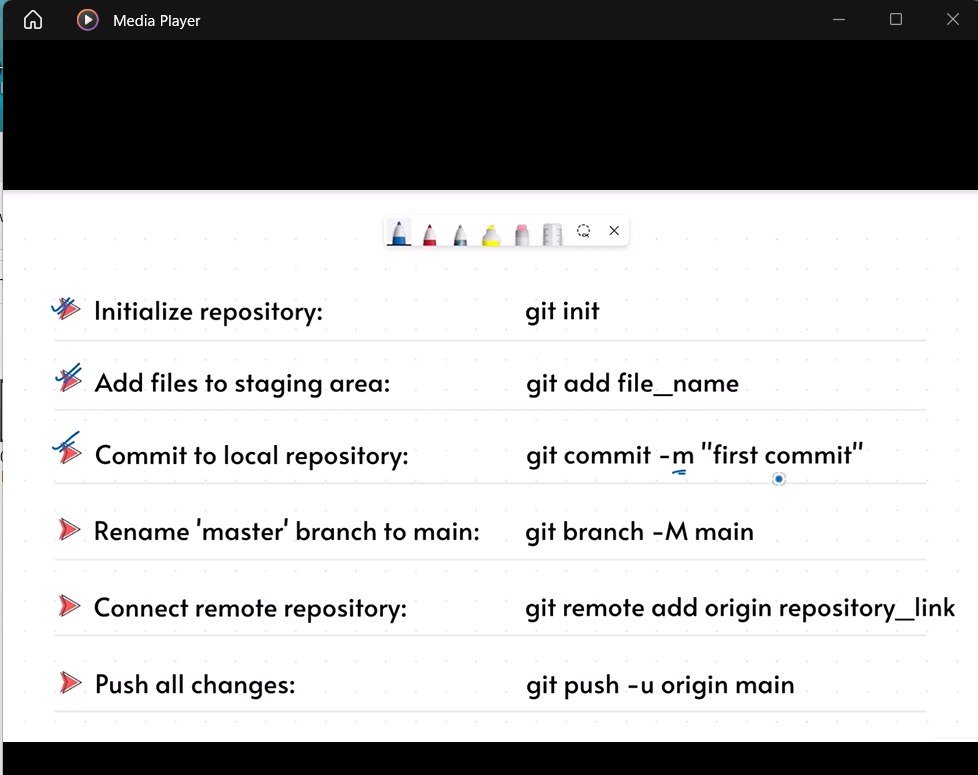 Media Player
Initialize repository: git init
Add files to staging area: git add file_name
Commit to local repository: git commit -m "first commit"
Rename 'master' branch to main: git branch -M main
Connect remote repository: git remote add origin repository_link
Push all changes: git push -u origin main